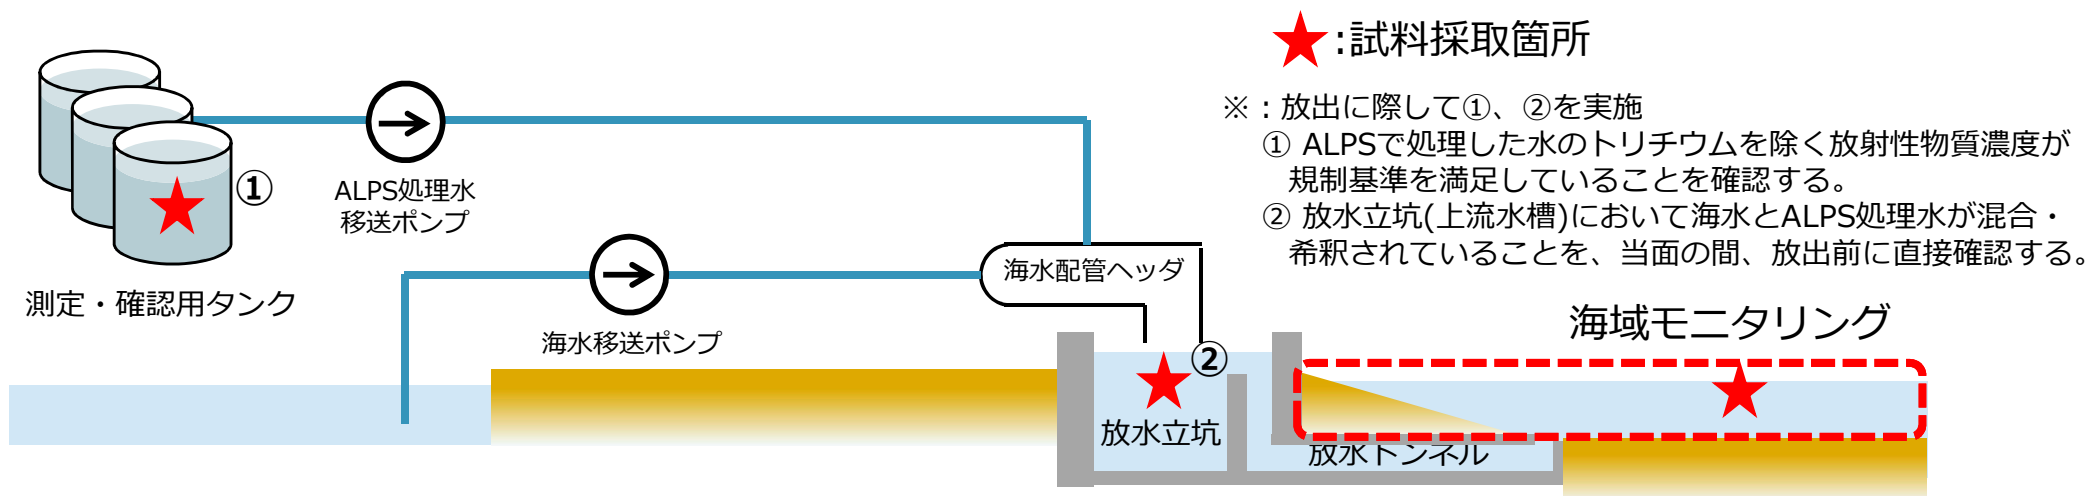 ★:試料採取箇所
※：放出に際して①、②を実施
① ALPSで処理した水のトリチウムを除く放射性物質濃度が
規制基準を満足していることを確認する。
② 放水立坑(上流水槽)において海水とALPS処理水が混合・
希釈されていることを、当面の間、放出前に直接確認する。
①
ALPS処理水
移送ポンプ
測定・確認用タンク
海水配管ヘッダ
海水移送ポンプ
海域モニタリング
②
放水立坑
放水トンネル